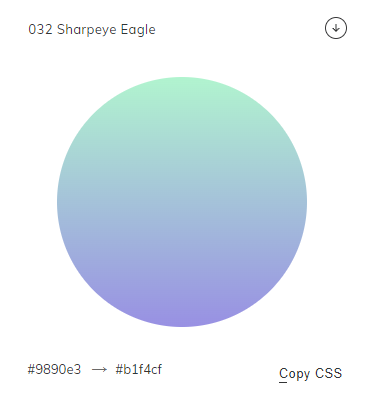 032 Sharpeye Eagle
#9890e3 → #b1f4cf
Copy CSS